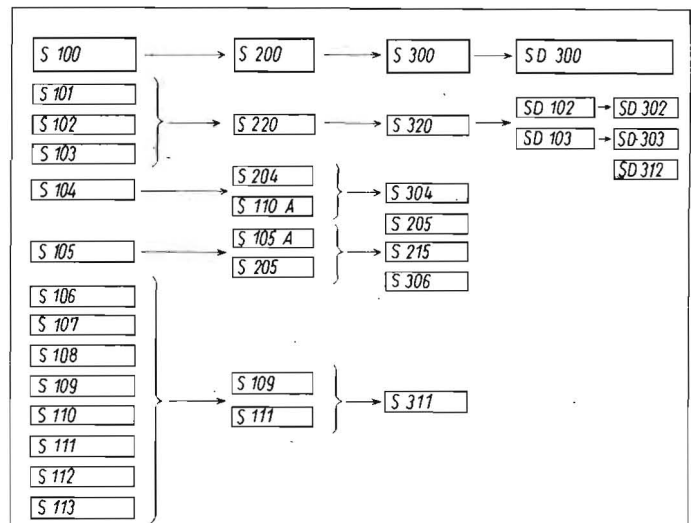 S 100 S 200 S 300 SD 300
S 101
S 102 S 220 S 320 SD 102 SD 302
S 103 SD 103 SD 303
S 104 S 204 SD 312
S 110 A S 304
S 105 A S 205
S 105 S 205 S 215
S 306
S 106
S 107
S 108
S 109 S 109
S 110 S 111 S 311
S 111
S 112
S 113